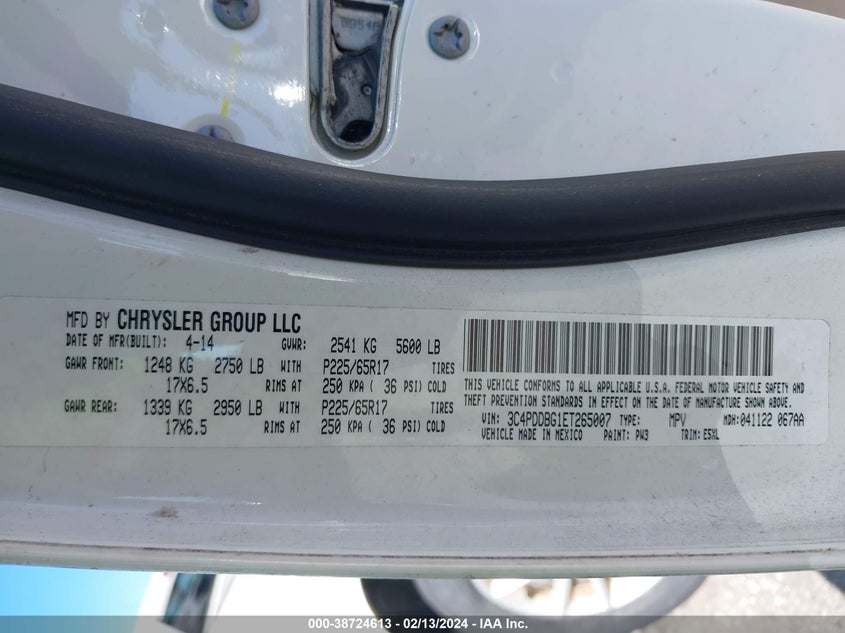 MFD BY CHRYSLER GROUP LLC
DATE OF MFR(BUILT): 4-14 GVWR: 2541 KG 5600 LB
GAWR FRONT: 1248 KG 2750 LB WITH P225/65R17 TIRES
17X6.5 RIMS AT 250 KPA ( 36 PSI) COLD
GAWR REAR: 1339 KG 2950 LB WITH P225/65R17 TIRES
17X6.5 RIMS AT 250 KPA ( 36 PSI) COLD
THIS VEHICLE CONFORMS TO ALL APPLICABLE U.S.A. FEDERAL MOTOR VEHICLE SAFETY AND
THEFT PREVENTION STANDARDS IN EFFECT ON THE DATE OF MANUFACTURE SHOWN ABOVE.
VIN: 3C4PDDBG1ET265007 TYPE: MPV MDH:041122 067AA
VEHICLE MADE IN MEXICO PAINT: PW3 TRIM: E5XL
000-38724613 - 02/13/2024 - IAA Inc.